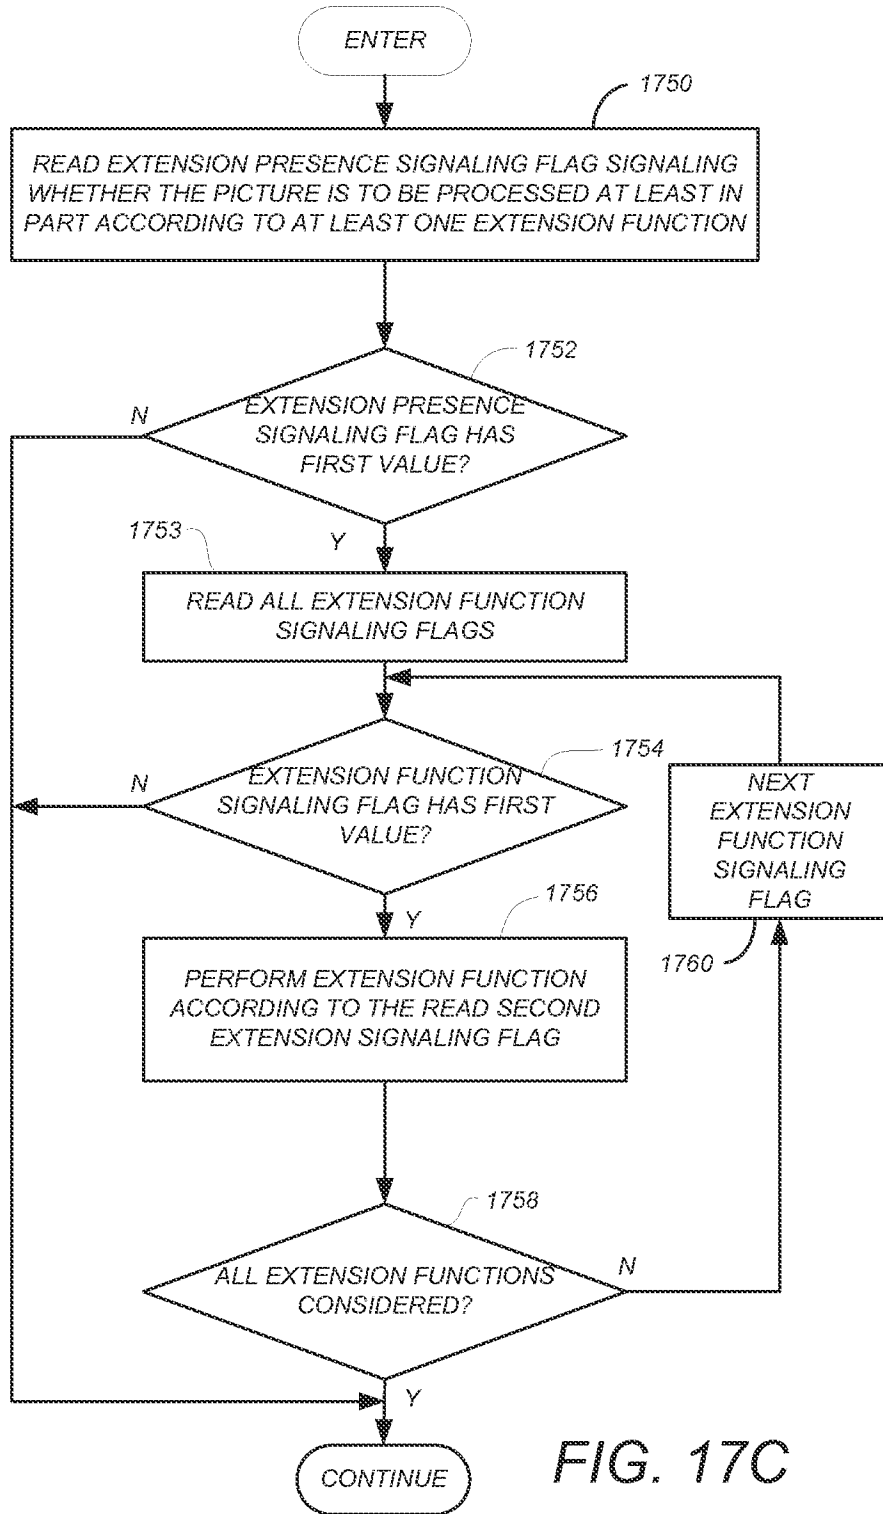 ENTER
1750
READ EXTENSION PRESENCE SIGNALING FLAG SIGNALING
WHETHER THE PICTURE IS TO BE PROCESSED AT LEAST IN
PART ACCORDING TO AT LEAST ONE EXTENSION FUNCTION
1752
N
EXTENSION PRESENCE
SIGNALING FLAG HAS
FIRST VALUE?
Y
1753
READ ALL EXTENSION FUNCTION
SIGNALING FLAGS
1754
N
EXTENSION FUNCTION
SIGNALING FLAG HAS FIRST
VALUE?
Y
NEXT
EXTENSION
FUNCTION
SIGNALING
FLAG
1760
1756
PERFORM EXTENSION FUNCTION
ACCORDING TO THE READ SECOND
EXTENSION SIGNALING FLAG
1758
ALL EXTENSION FUNCTIONS
CONSIDERED?
N
Y
CONTINUE
FIG. 17C